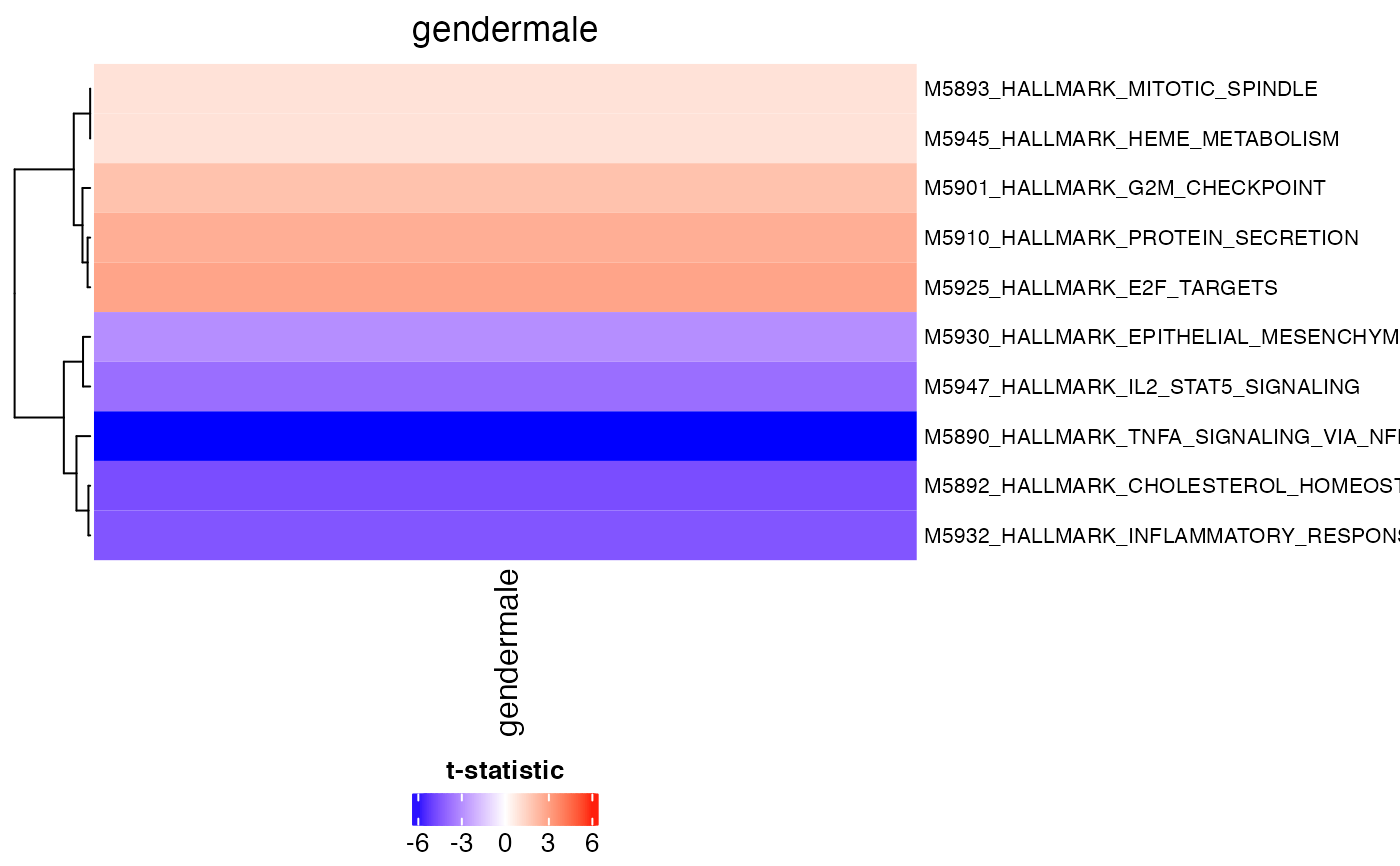 gendermale
M5893_HALLMARK_MITOTIC_SPINDLE
M5945_HALLMARK_HEME_METABOLISM
M5901_HALLMARK_G2M_CHECKPOINT
M5910_HALLMARK_PROTEIN_SECRETION
M5925_HALLMARK_E2F_TARGETS
M5930_HALLMARK_EPITHELIAL_MESENCHYM
M5947_HALLMARK_IL2_STAT5_SIGNALING
M5890_HALLMARK_TNFA_SIGNALING_VIA_NF
M5892_HALLMARK_CHOLESTEROL_HOMEOST
M5932_HALLMARK_INFLAMMATORY_RESPONS
gendermale
t-statistic
-6 -3 0 3 6